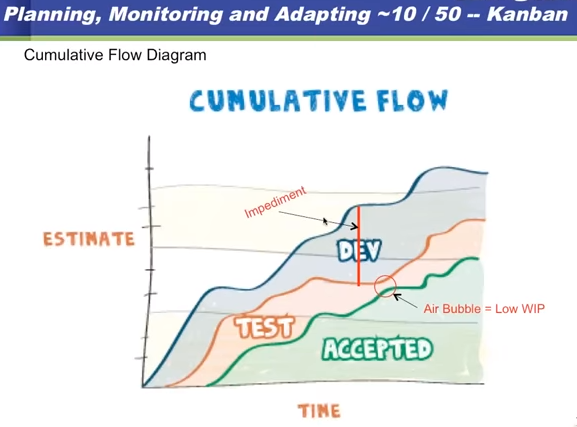 Planning, Monitoring and Adapting ~10 / 50 -- Kanban
Cumulative Flow Diagram
CUMULATIVE FLOW
Impediment
ESTIMATE
DEV
Air Bubble = Low WIP
TEST
ACCEPTED
TIME